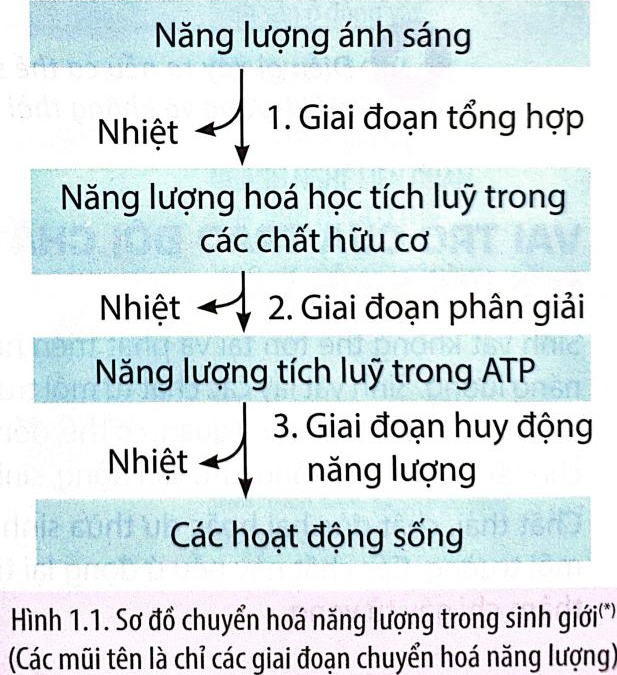 Năng lượng ánh sáng
Nhiệt
1. Giai đoạn tổng hợp
Năng lượng hoá học tích luỹ trong
các chất hữu cơ
Nhiệt
2. Giai đoạn phân giải
Năng lượng tích luỹ trong ATP
3. Giai đoạn huy động
Nhiệt
năng lượng
Các hoạt động sống
Hình 1.1. Sơ đồ chuyển hoá năng lượng trong sinh giới(*)
(Các mũi tên là chỉ các giai đoạn chuyển hoá năng lượng)